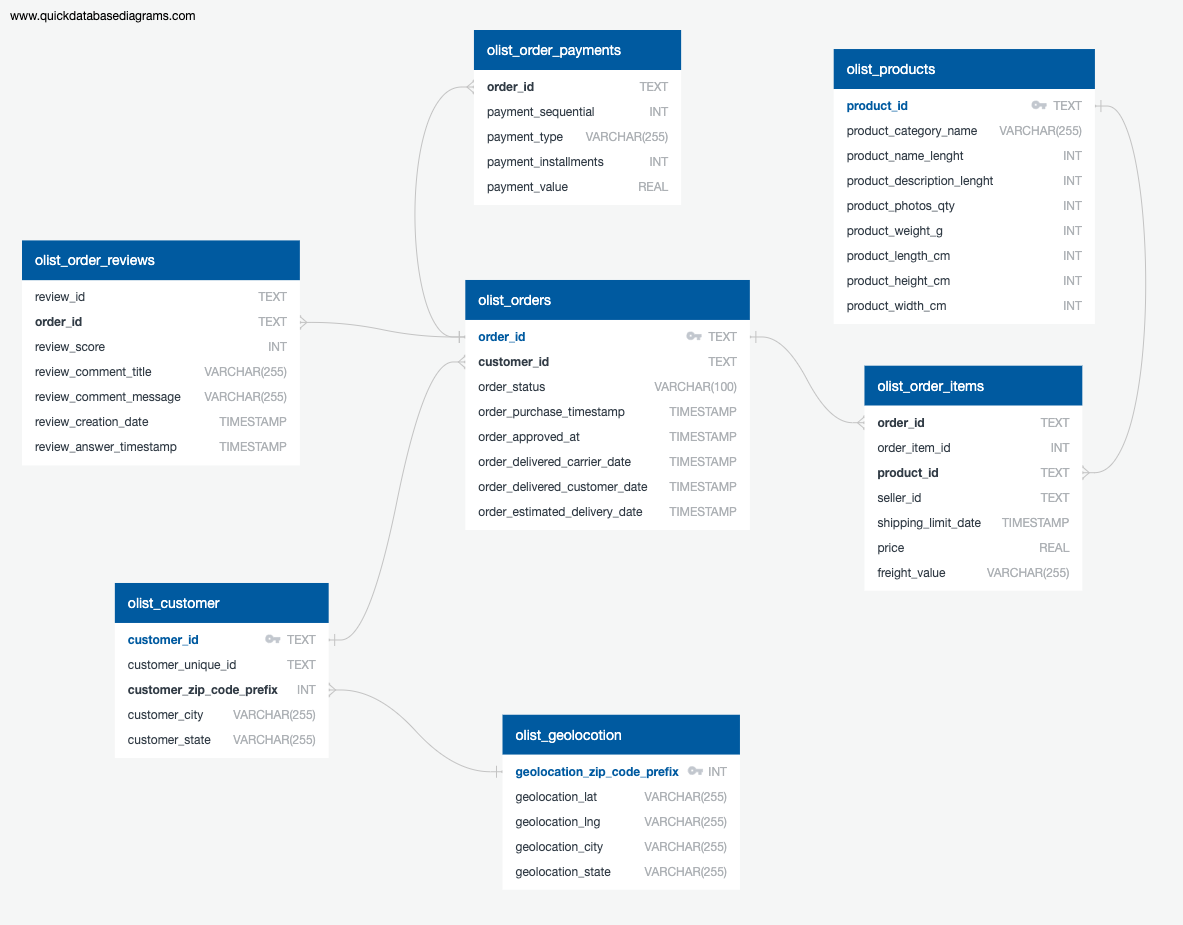 www.quickdatabasediagrams.com
olist_order_payments
order_id TEXT
payment_sequential INT
payment_type VARCHAR(255)
payment_installments INT
payment_value REAL
olist_products
product_id TEXT
product_category_name VARCHAR(255)
product_name_lenght INT
product_description_lenght INT
product_photos_qty INT
product_weight_g INT
product_length_cm INT
product_height_cm INT
product_width_cm INT
olist_order_reviews
review_id TEXT
order_id TEXT
review_score INT
review_comment_title VARCHAR(255)
review_comment_message VARCHAR(255)
review_creation_date TIMESTAMP
review_answer_timestamp TIMESTAMP
olist_orders
order_id TEXT
customer_id TEXT
order_status VARCHAR(100)
order_purchase_timestamp TIMESTAMP
order_approved_at TIMESTAMP
order_delivered_carrier_date TIMESTAMP
order_delivered_customer_date TIMESTAMP
order_estimated_delivery_date TIMESTAMP
olist_order_items
order_id TEXT
order_item_id INT
product_id TEXT
seller_id TEXT
shipping_limit_date TIMESTAMP
price REAL
freight_value VARCHAR(255)
olist_customer
customer_id TEXT
customer_unique_id TEXT
customer_zip_code_prefix INT
customer_city VARCHAR(255)
customer_state VARCHAR(255)
olist_geolocotion
geolocation_zip_code_prefix INT
geolocation_lat VARCHAR(255)
geolocation_lng VARCHAR(255)
geolocation_city VARCHAR(255)
geolocation_state VARCHAR(255)